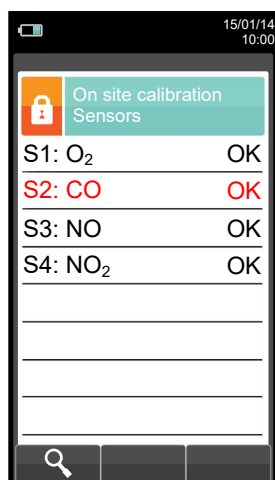 15/01/14
10:00
On site calibration
Sensors
S1: O₂ OK
S2: CO OK
S3: NO OK
S4: NO₂ OK